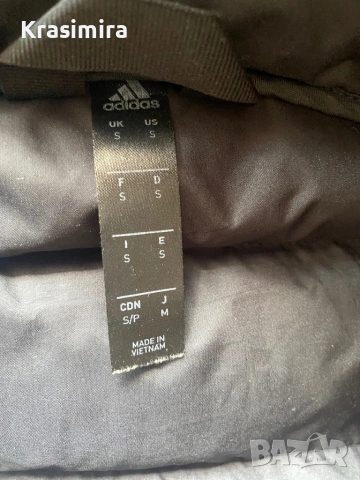 Krasimira
adidas
UK US
S S
F D
S S
I E
S S
CDN J
S/P M
MADE IN
VIETNAM
BAZAR